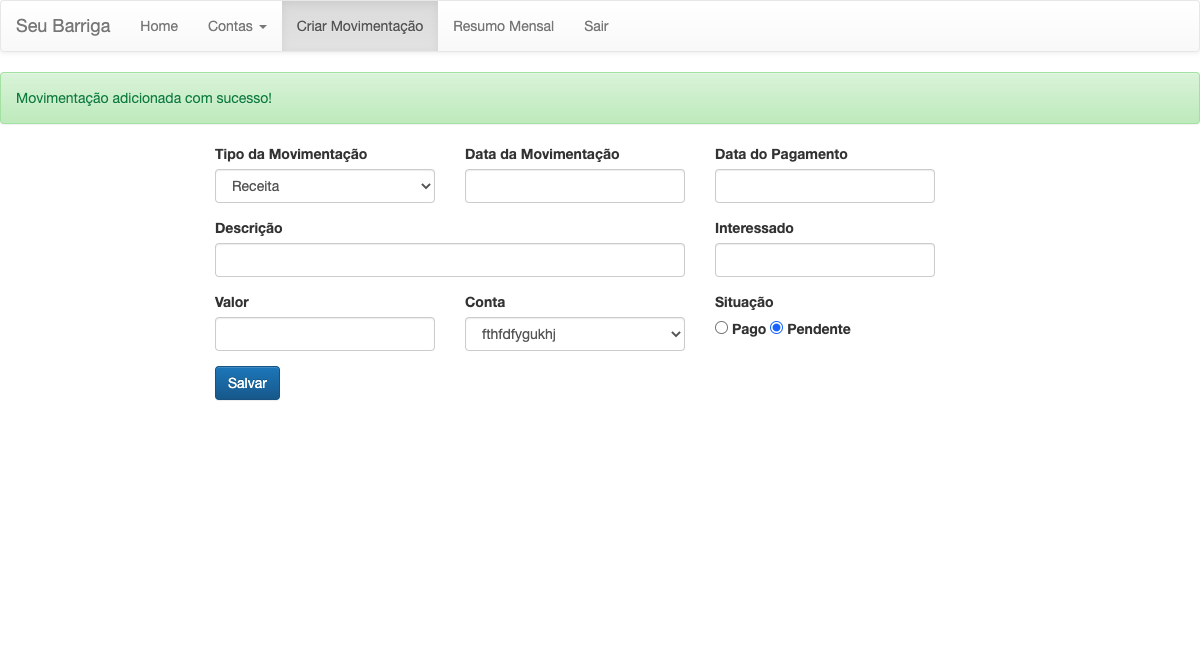 Seu Barriga Home Contas Criar Movimentação Resumo Mensal Sair
Movimentação adicionada com sucesso!
Tipo da Movimentação Data da Movimentação Data do Pagamento
Receita
Descrição Interessado
Valor Conta Situação
fthfdfygukhj Pago Pendente
Salvar